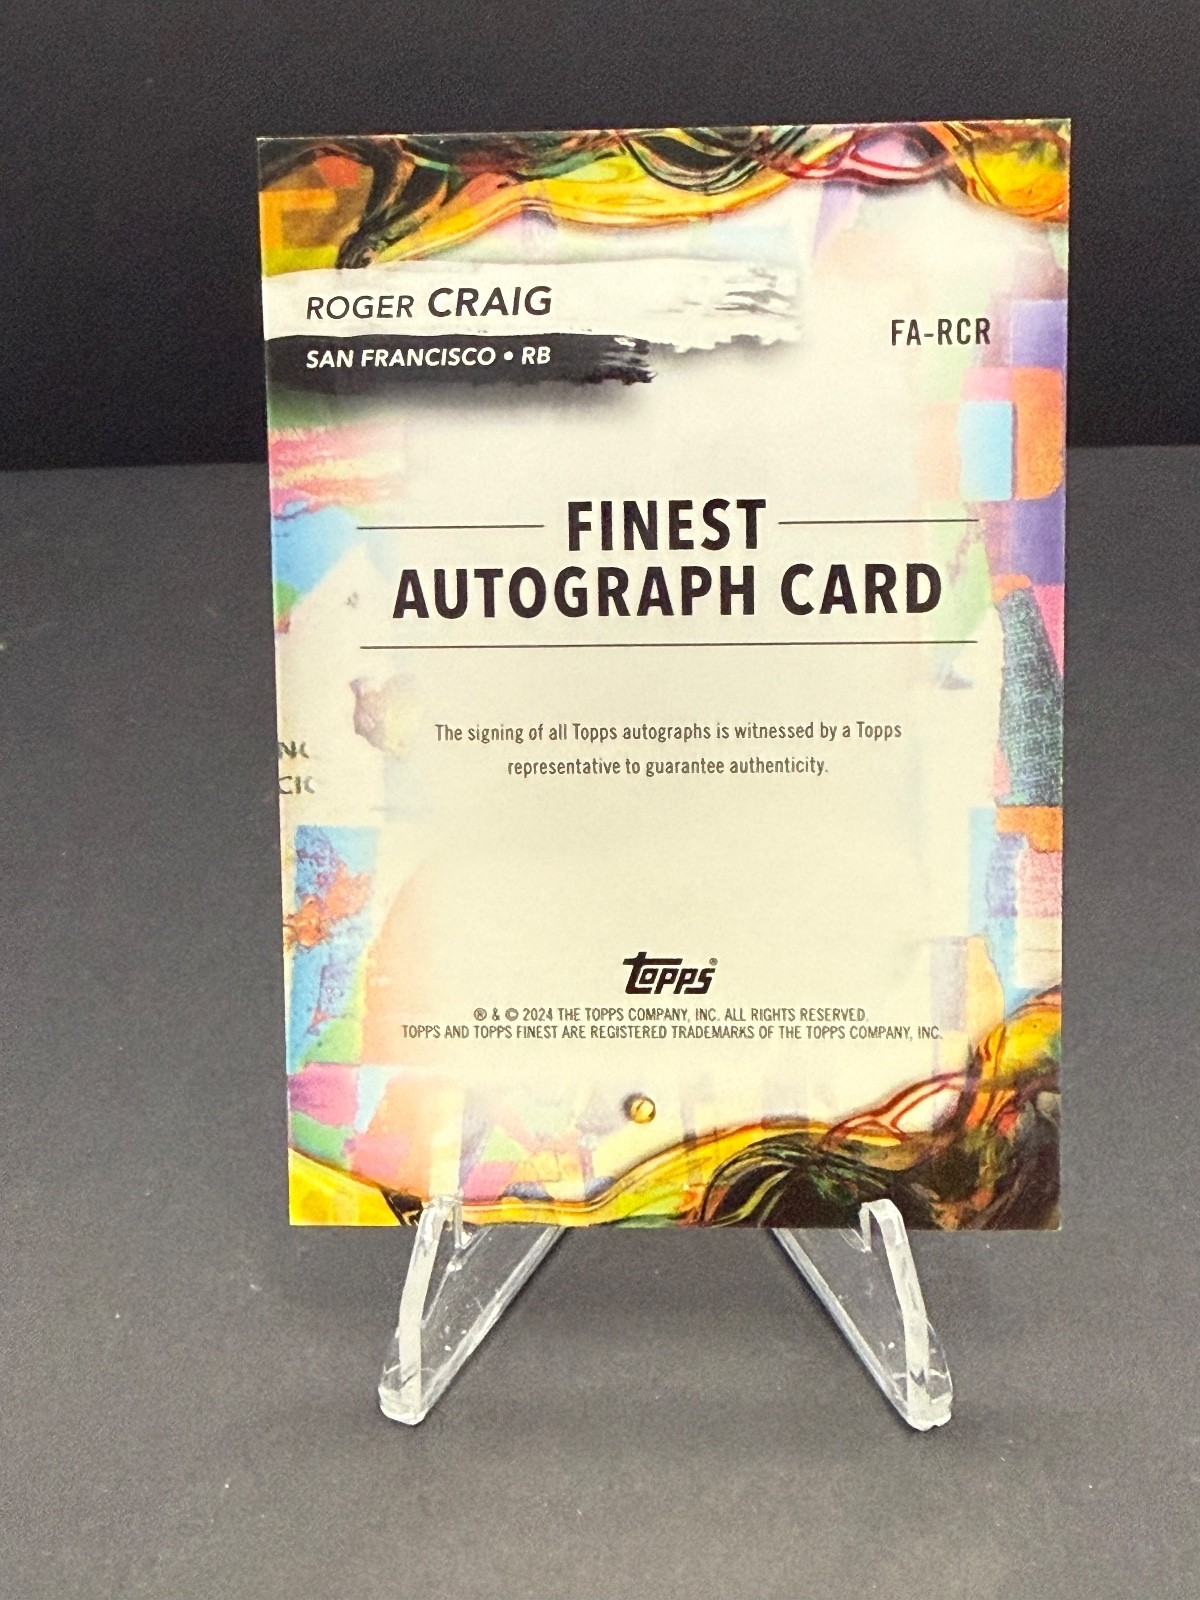 ROGER CRAIG
SAN FRANCISCO • RB
FA-RCR
FINEST
AUTOGRAPH CARD
The signing of all Topps autographs is witnessed by a Topps
representative to guarantee authenticity.
Topps®
® & © 2024 THE TOPPS COMPANY, INC. ALL RIGHTS RESERVED.
TOPPS AND TOPPS FINEST ARE REGISTERED TRADEMARKS OF THE TOPPS COMPANY, INC.